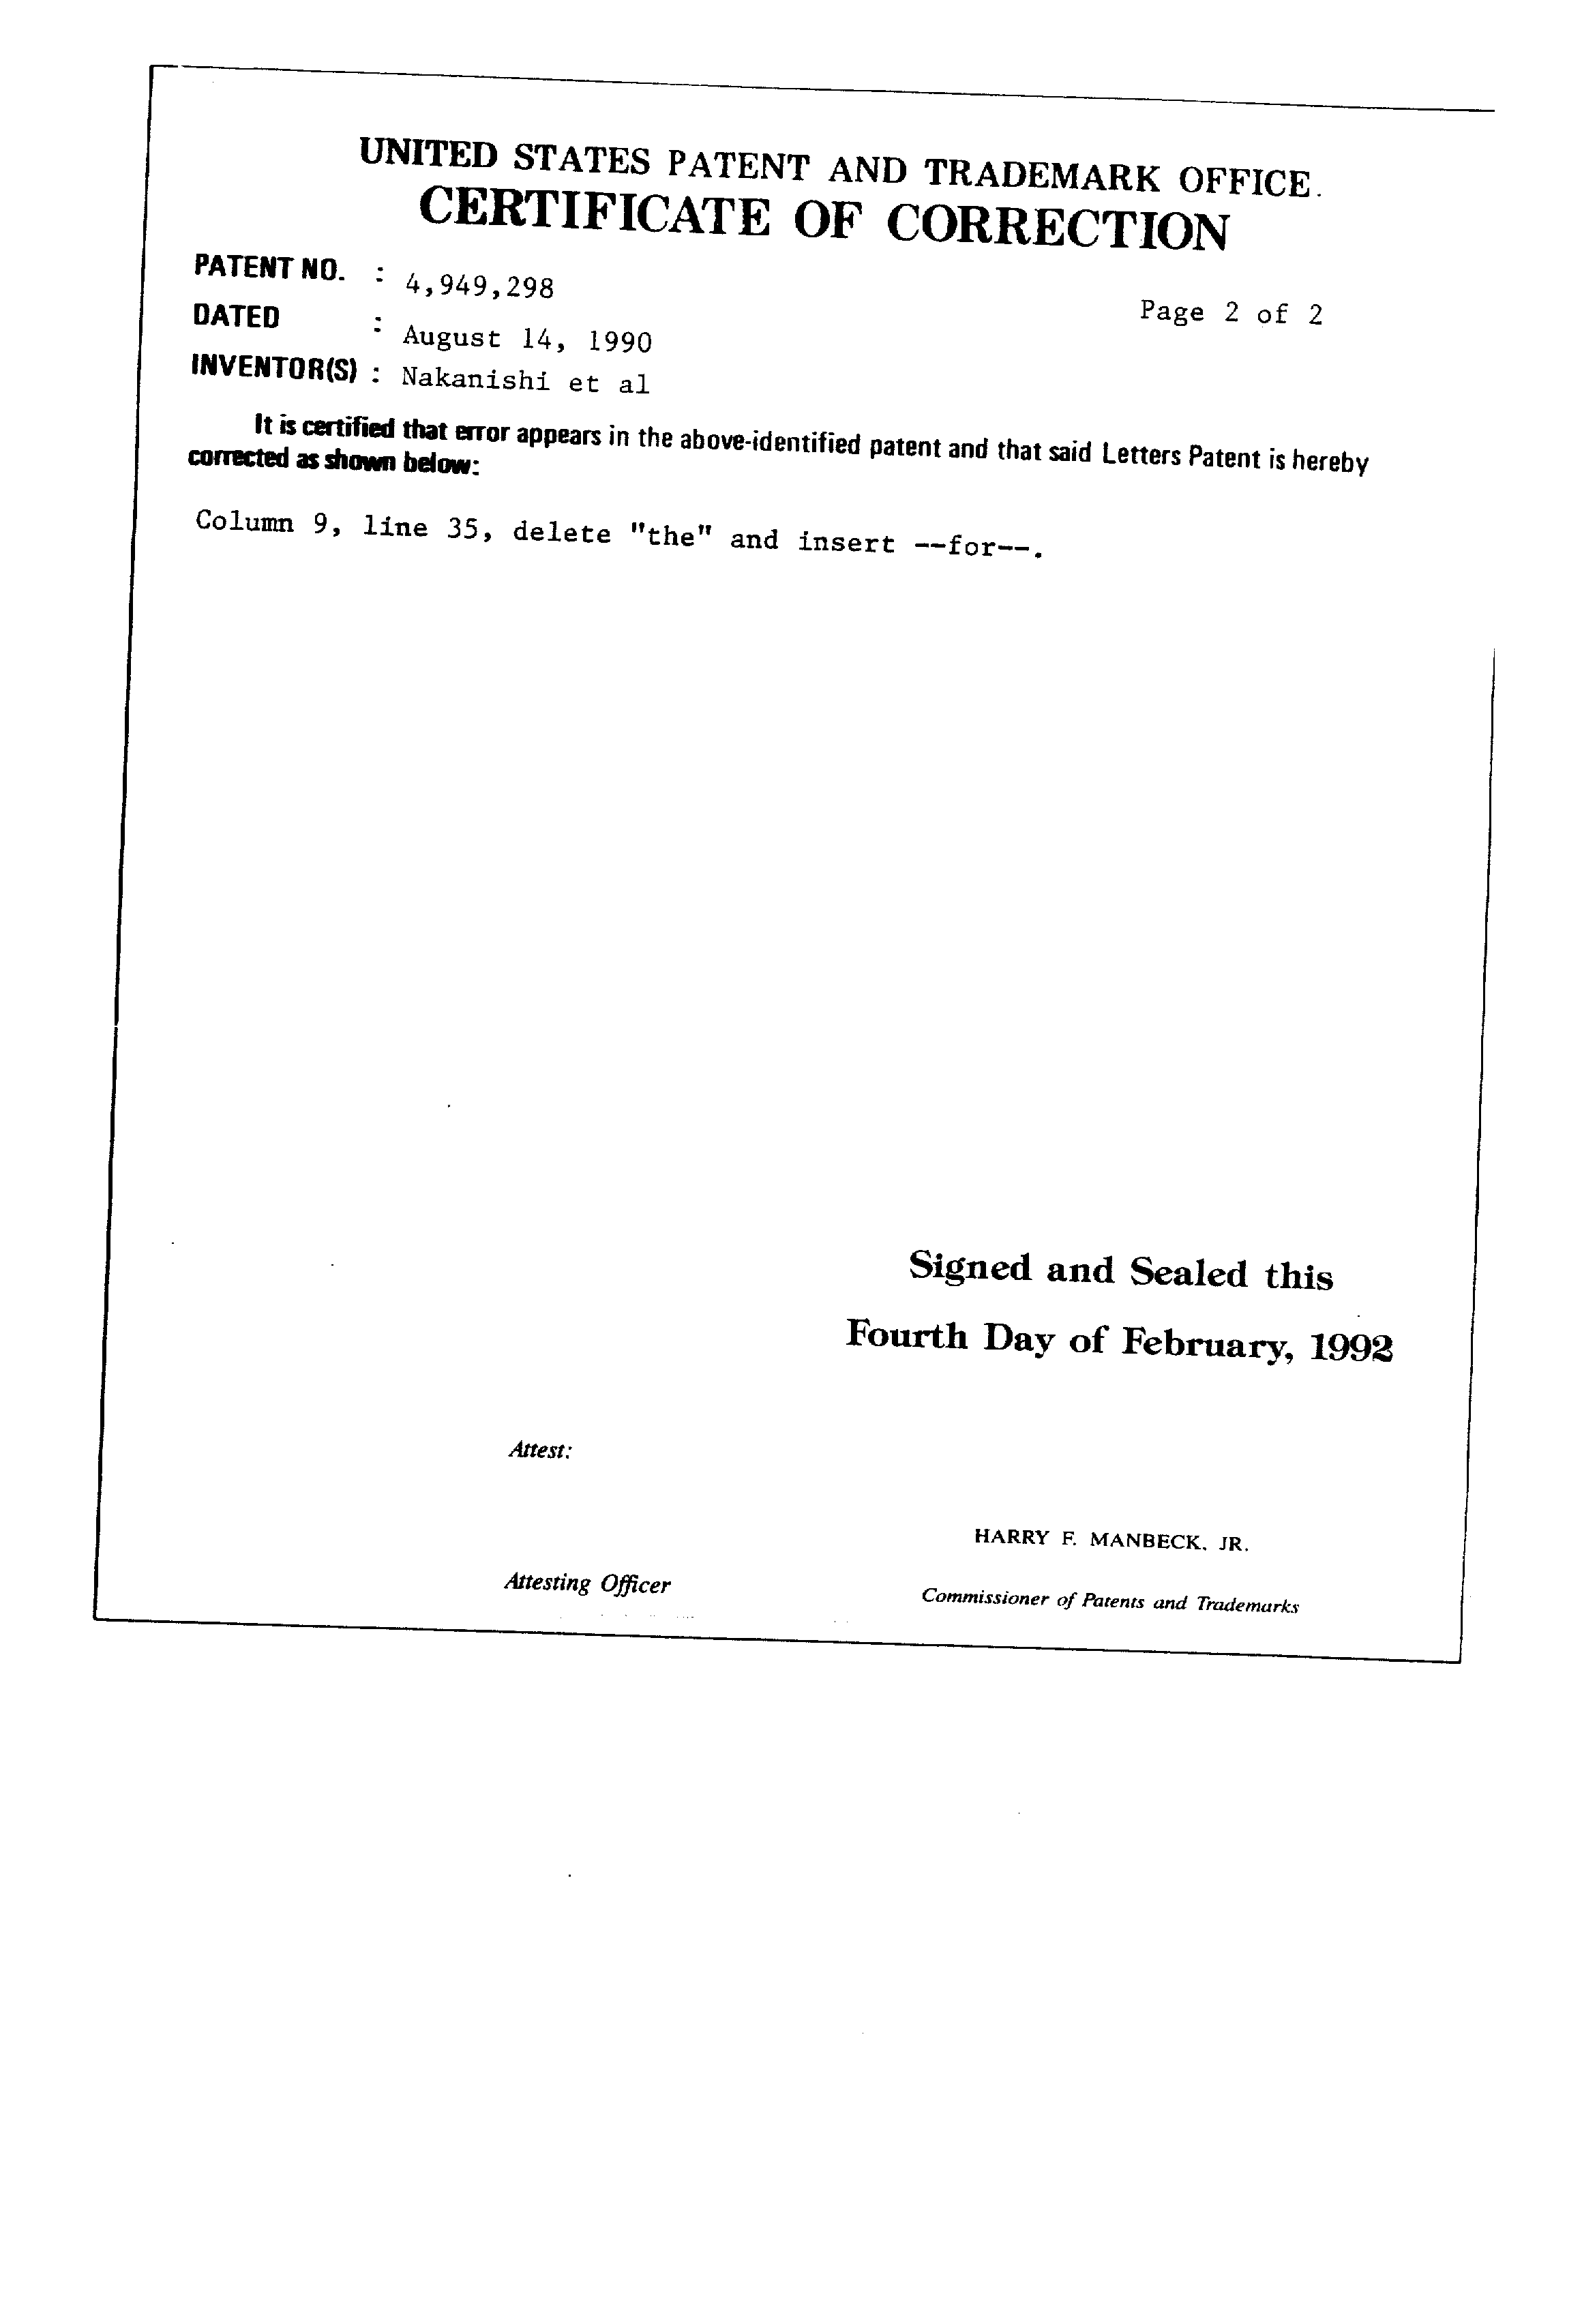 UNITED STATES PATENT AND TRADEMARK OFFICE.
CERTIFICATE OF CORRECTION
PATENT NO. : 4,949,298
Page 2 of 2
DATED : August 14, 1990
INVENTOR(S) : Nakanishi et al
It is certified that error appears in the above-identified patent and that said Letters Patent is hereby
corrected as shown below:
Column 9, line 35, delete "the" and insert --for--.
Signed and Sealed this
Fourth Day of February, 1992
Attest:
HARRY F. MANBECK, JR.
Attesting Officer
Commissioner of Patents and Trademarks